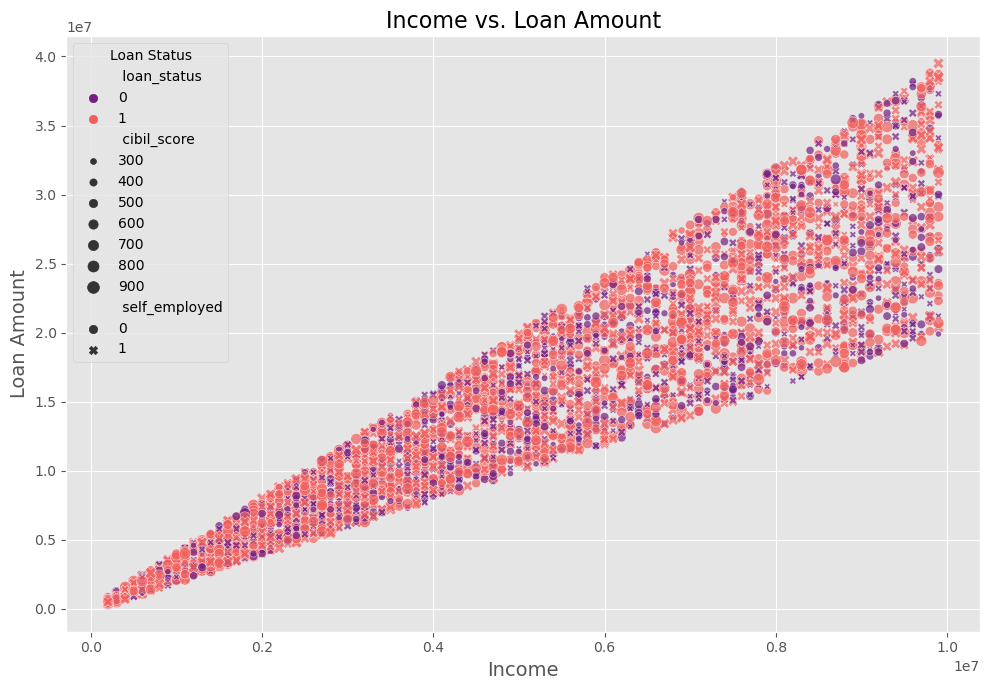 Income vs. Loan Amount
1e7
4.0
3.5
3.0
2.5
2.0
1.5
1.0
0.5
0.0
Loan Amount
Loan Status
loan_status
0
1
cibil_score
300
400
500
600
700
800
900
self_employed
0
1
0.0 0.2 0.4 0.6 0.8 1.0
1e7
Income